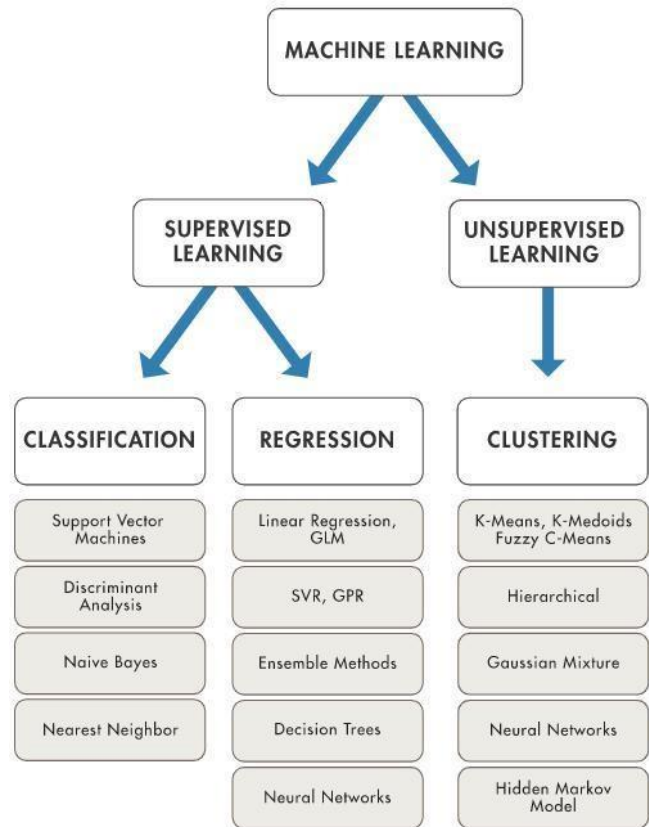 MACHINE LEARNING
SUPERVISED
LEARNING
UNSUPERVISED
LEARNING
CLASSIFICATION
Support Vector
Machines
Discriminant
Analysis
Naive Bayes
Nearest Neighbor
REGRESSION
Linear Regression,
GLM
SVR, GPR
Ensemble Methods
Decision Trees
Neural Networks
CLUSTERING
K-Means, K-Medoids
Fuzzy C-Means
Hierarchical
Gaussian Mixture
Neural Networks
Hidden Markov
Model